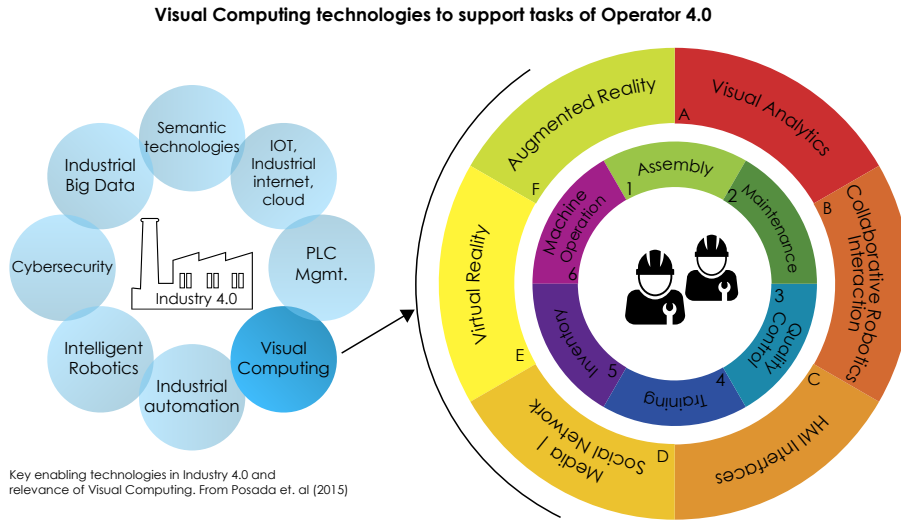 Visual Computing technologies to support tasks of Operator 4.0
Semantic
technologies
IOT,
Industrial
internet,
cloud
PLC
Mgmt.
Visual
Computing
Industrial
automation
Intelligent
Robotics
Cybersecurity
Industrial
Big Data
Industry 4.0
Key enabling technologies in Industry 4.0 and
relevance of Visual Computing. From Posada et. al (2015)
A
Visual Analytics
B
Collaborative Robotics
Interaction
C
HMI Interfaces
D
Media |
Social Network
E
Virtual Reality
F
Augmented Reality
1
Assembly
2
Maintenance
3
Quality
Control
4
Training
5
Inventory
6
Machine
Operation